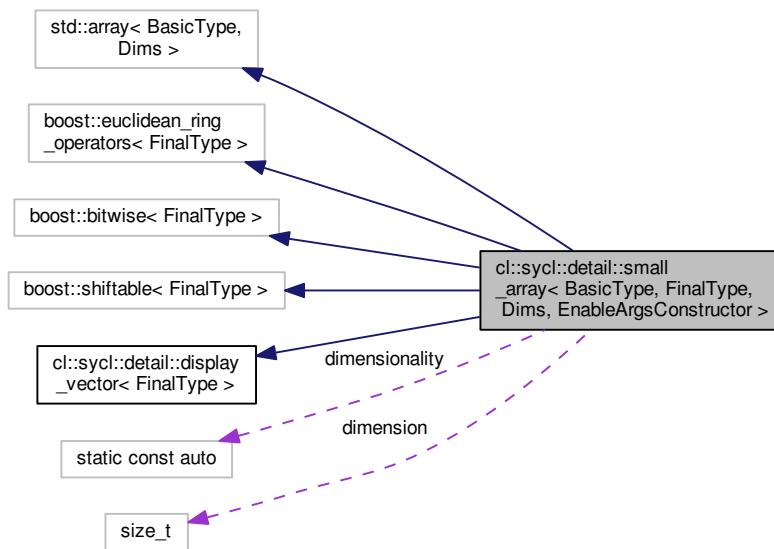 std::array< BasicType,
Dims >
boost::euclidean_ring
_operators< FinalType >
boost::bitwise< FinalType >
boost::shiftable< FinalType >
cl::sycl::detail::display
_vector< FinalType >
static const auto
size_t
cl::sycl::detail::small
_array< BasicType, FinalType,
Dims, EnableArgsConstructor >
dimensionality
dimension